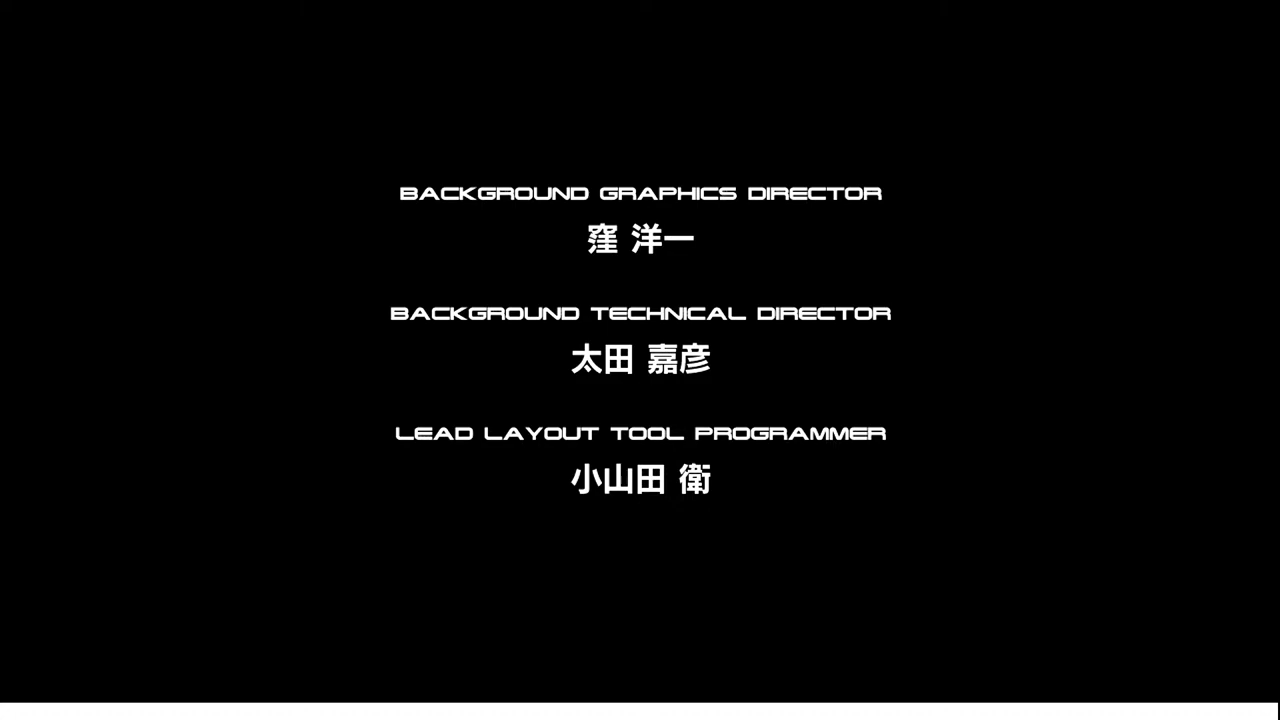 BACKGROUND GRAPHICS DIRECTOR
窪 洋一
BACKGROUND TECHNICAL DIRECTOR
太田 嘉彦
LEAD LAYOUT TOOL PROGRAMMER
小山田 衛